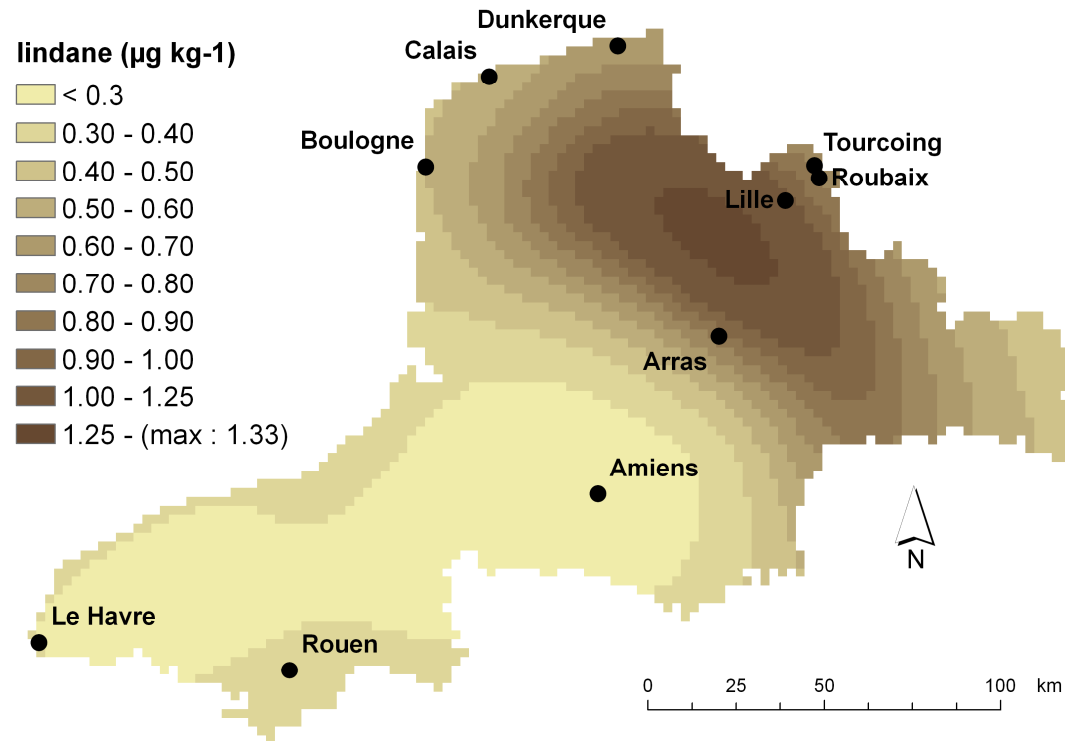 lindane (µg kg-1)
< 0.3
0.30 - 0.40
0.40 - 0.50
0.50 - 0.60
0.60 - 0.70
0.70 - 0.80
0.80 - 0.90
0.90 - 1.00
1.00 - 1.25
1.25 - (max : 1.33)
Dunkerque
Calais
Boulogne
Tourcoing
Roubaix
Lille
Arras
Amiens
N
Le Havre
Rouen
0 25 50 100 km